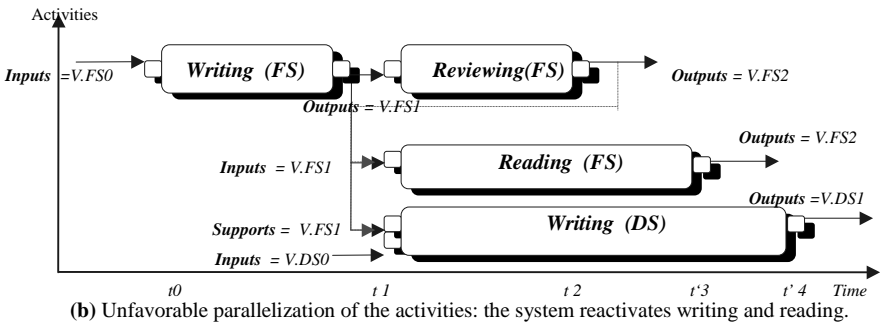 Activities
Inputs =V.FS0
Writing (FS)
Reviewing(FS)
Outputs = V.FS2
Outputs = V.FS1
Outputs = V.FS2
Inputs = V.FS1
Reading (FS)
Outputs =V.DS1
Supports = V.FS1
Writing (DS)
Inputs = V.DS0
t0 t 1 t 2 t'3 t' 4 Time
(b) Unfavorable parallelization of the activities: the system reactivates writing and reading.